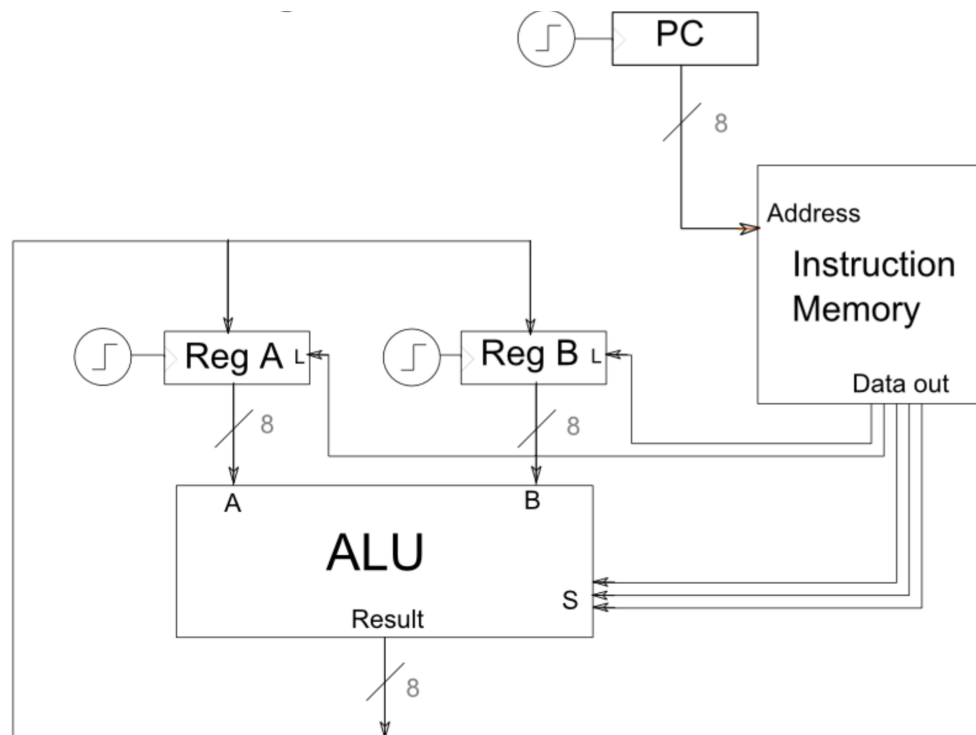 PC
8
Address
Instruction
Memory
Reg A L
Reg B L
Data out
8
8
A
B
ALU
S
Result
8